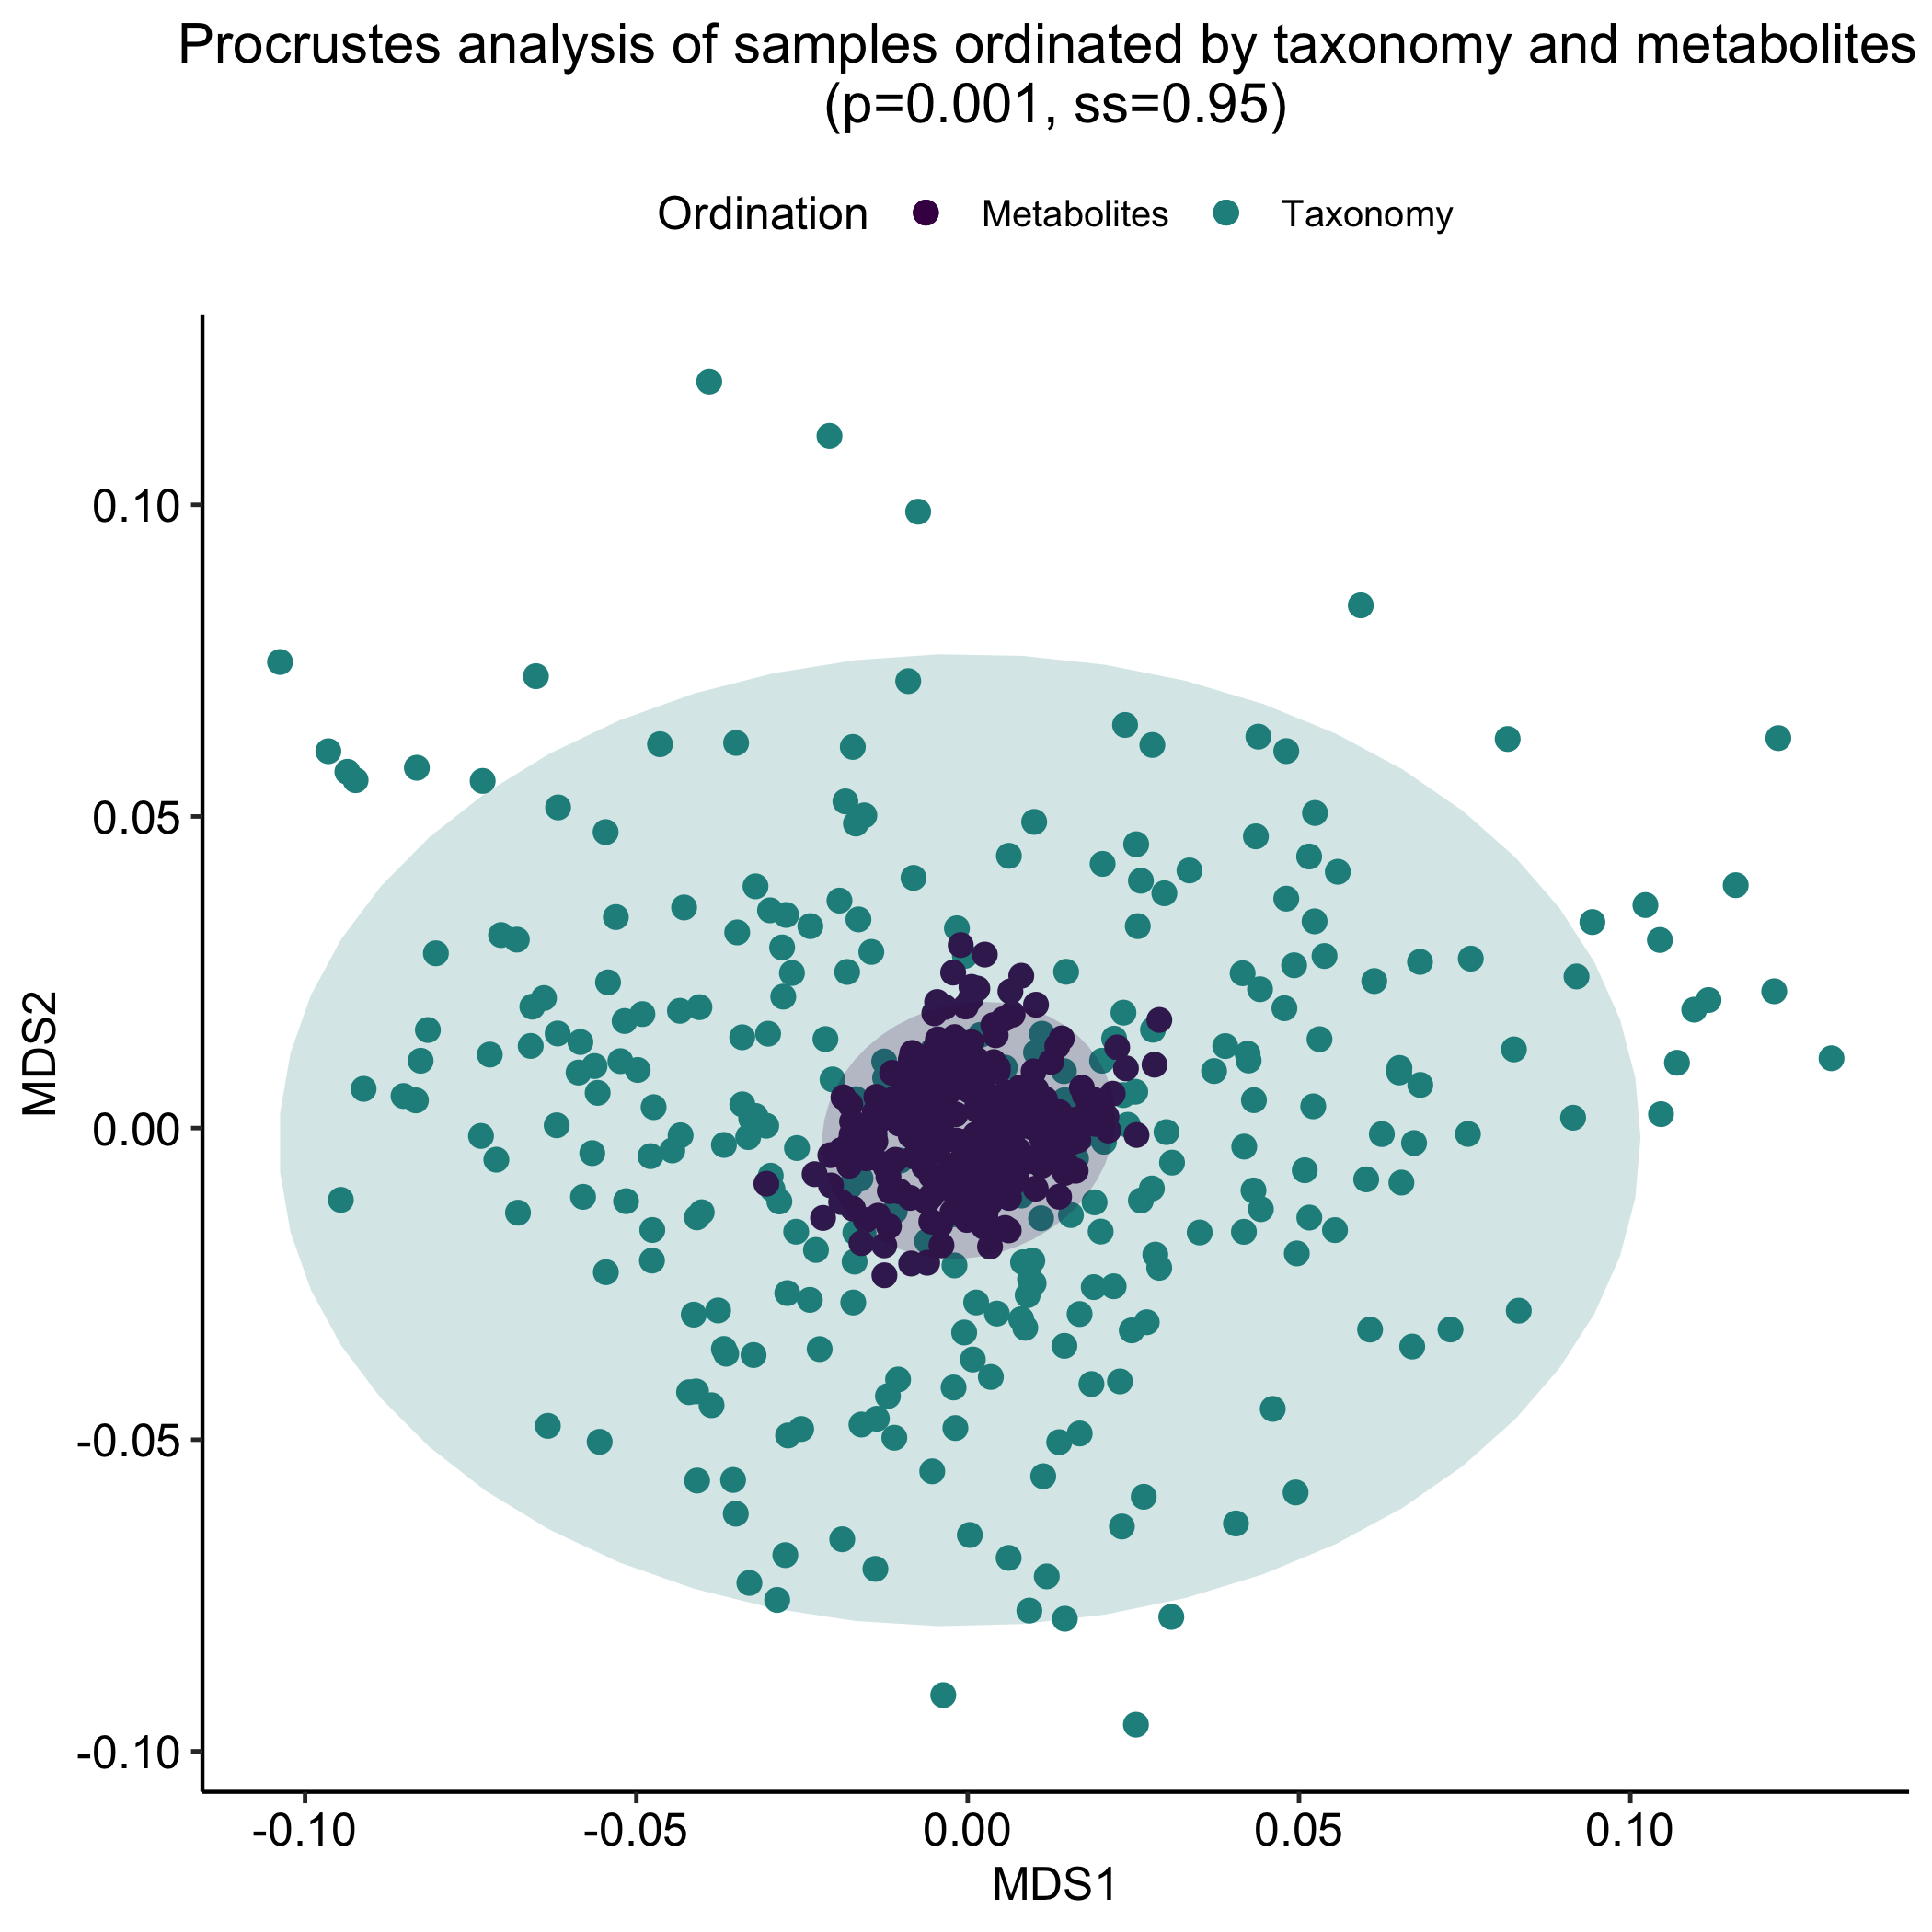 Procrustes analysis of samples ordinated by taxonomy and metabolites
(p=0.001, ss=0.95)
Ordination Metabolites Taxonomy
0.10
0.05
0.00
-0.05
-0.10
MDS2
-0.10 -0.05 0.00 0.05 0.10
MDS1